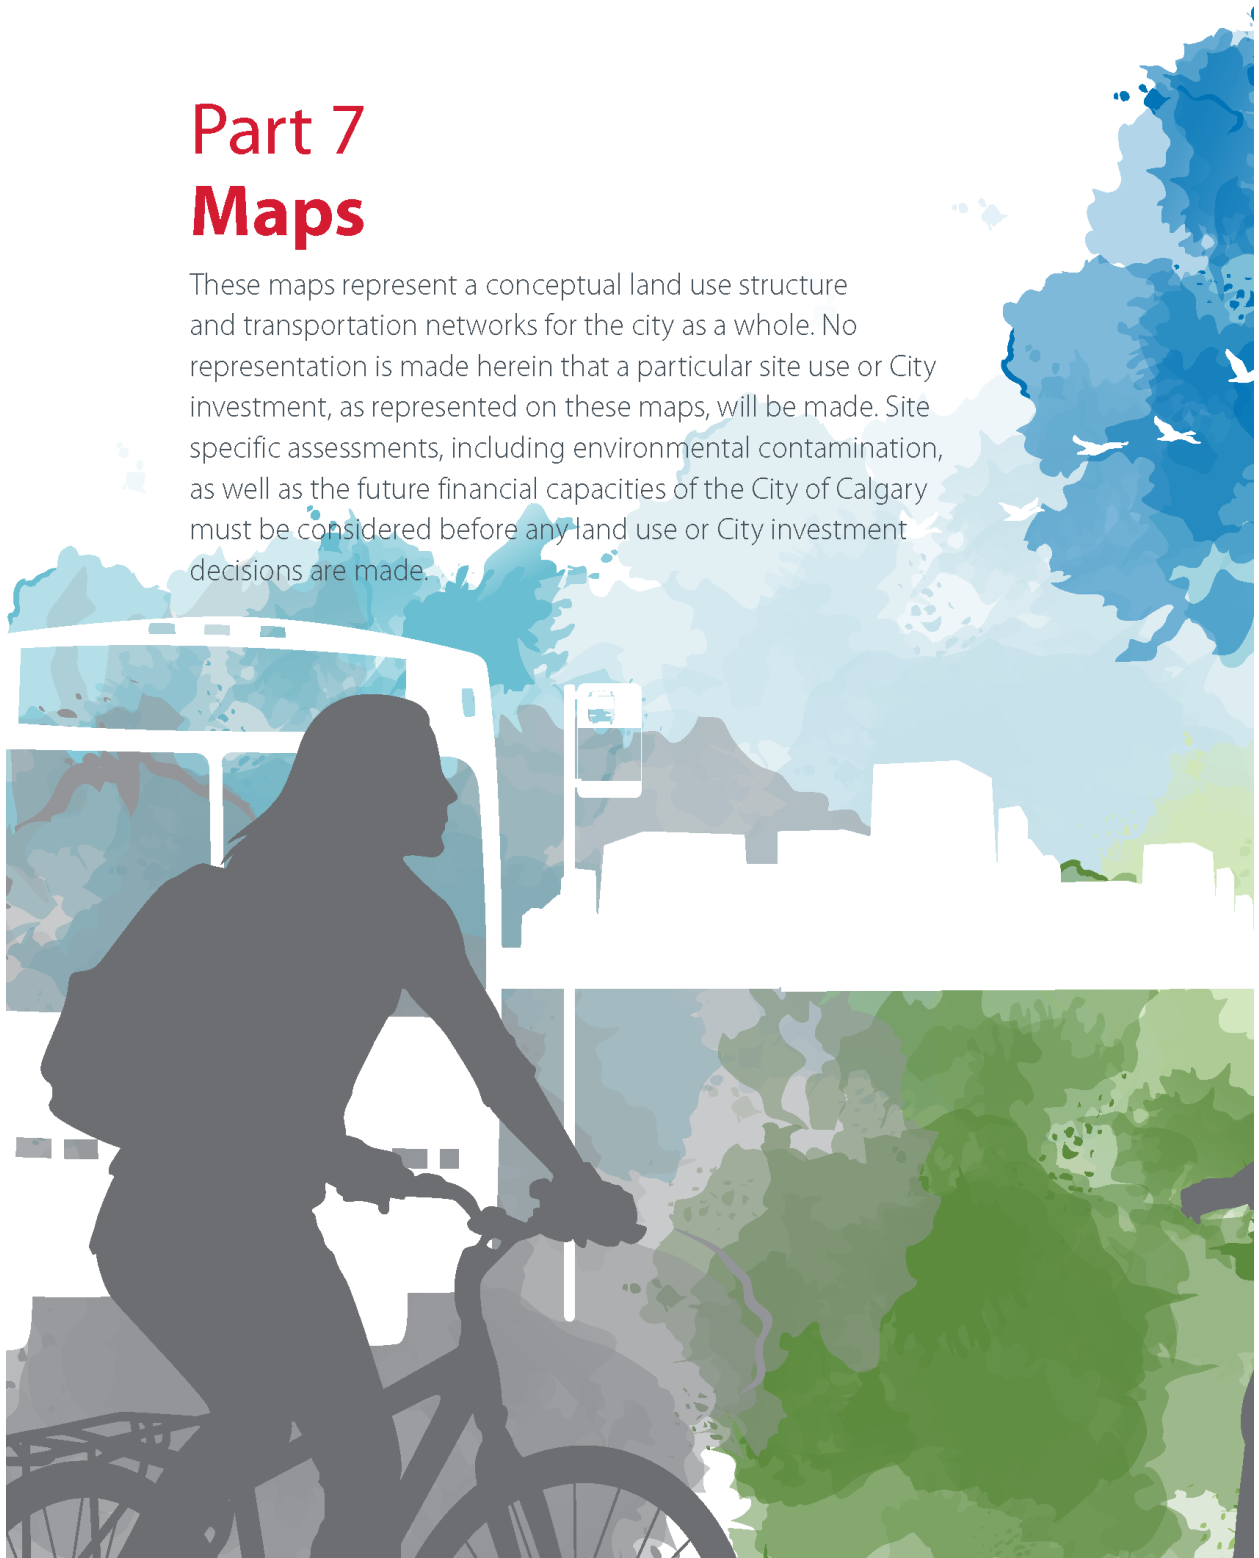 Part 7
Maps
These maps represent a conceptual land use structure
and transportation networks for the city as a whole. No
representation is made herein that a particular site use or City
investment, as represented on these maps, will be made. Site
specific assessments, including environmental contamination,
as well as the future financial capacities of the City of Calgary
must be considered before any land use or City investment
decisions are made.